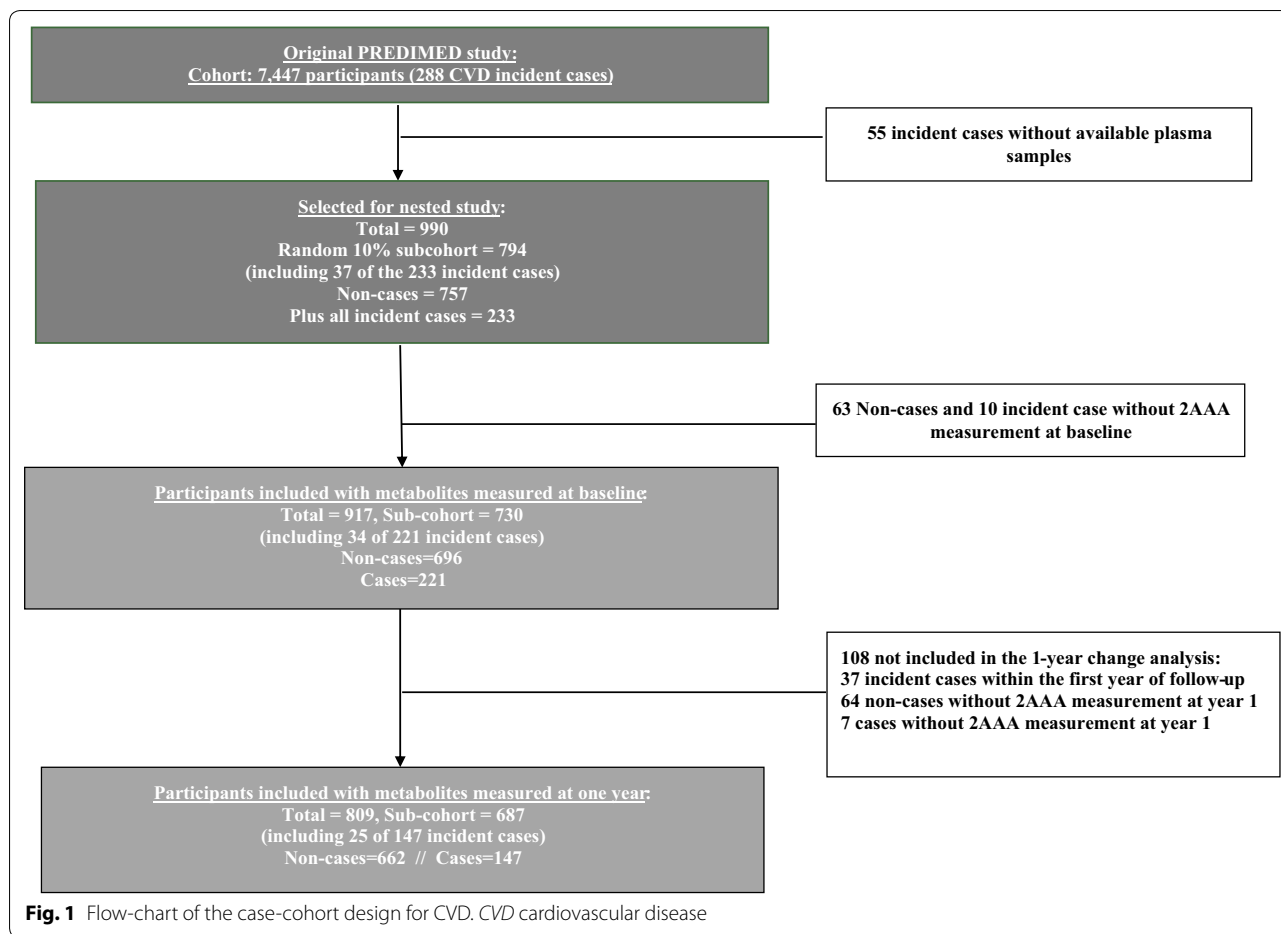 Original PREDIMED study:
Cohort: 7,447 participants (288 CVD incident cases)
55 incident cases without available plasma
samples
Selected for nested study:
Total = 990
Random 10% subcohort = 794
(including 37 of the 233 incident cases)
Non-cases = 757
Plus all incident cases = 233
63 Non-cases and 10 incident case without 2AAA
measurement at baseline
Participants included with metabolites measured at baseline:
Total = 917, Sub-cohort = 730
(including 34 of 221 incident cases)
Non-cases=696
Cases=221
108 not included in the 1-year change analysis:
37 incident cases within the first year of follow-up
64 non-cases without 2AAA measurement at year 1
7 cases without 2AAA measurement at year 1
Participants included with metabolites measured at one year:
Total = 809, Sub-cohort = 687
(including 25 of 147 incident cases)
Non-cases=662 // Cases=147
Fig. 1 Flow-chart of the case-cohort design for CVD. CVD cardiovascular disease